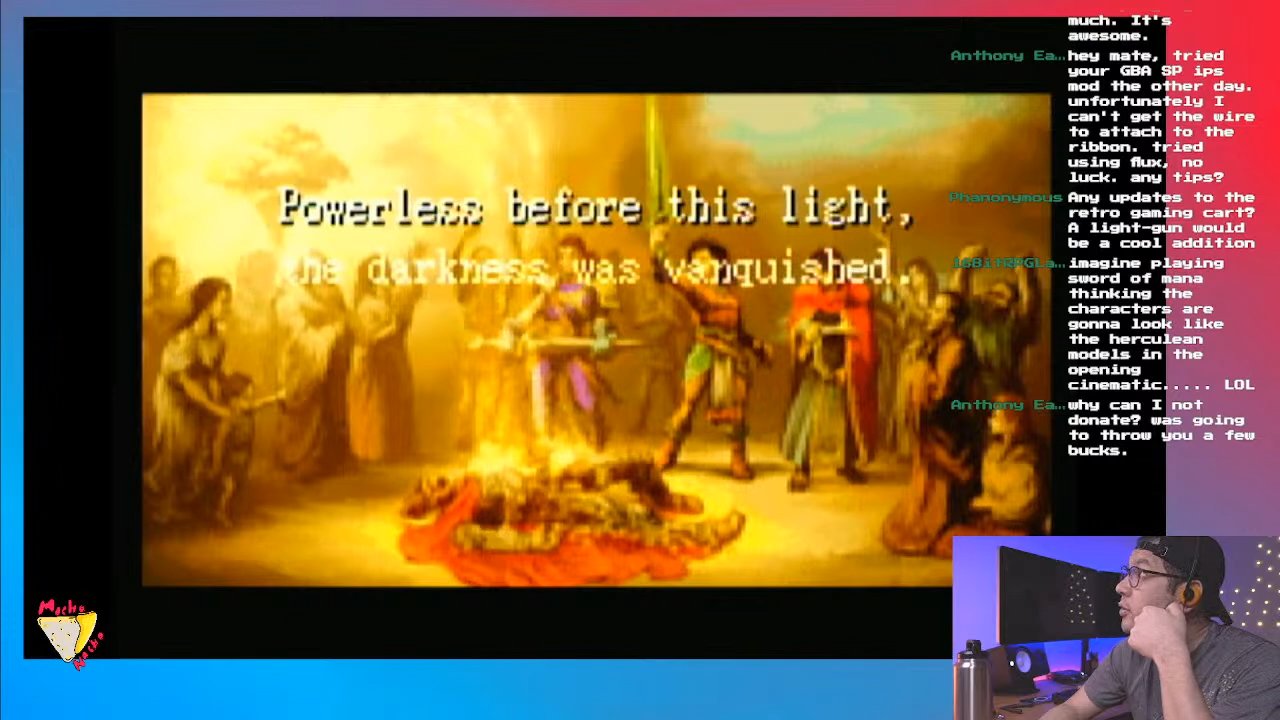 Powerless before this light,
the darkness was vanquished.
much. It's
awesome.
Anthony Ea… hey mate, tried
your GBA SP ips
mod the other day.
unfortunately I
can't get the wire
to attach to the
ribbon. tried
using flux, no
luck. any tips?
Phanonymous Any updates to the
retro gaming cart?
A light-gun would
be a cool addition
16BitRPGLa… imagine playing
sword of mana
thinking the
characters are
gonna look like
the herculean
models in the
opening
cinematic..... LOL
Anthony Ea… why can I not
donate? was going
to throw you a few
bucks.
Macho
Nacho